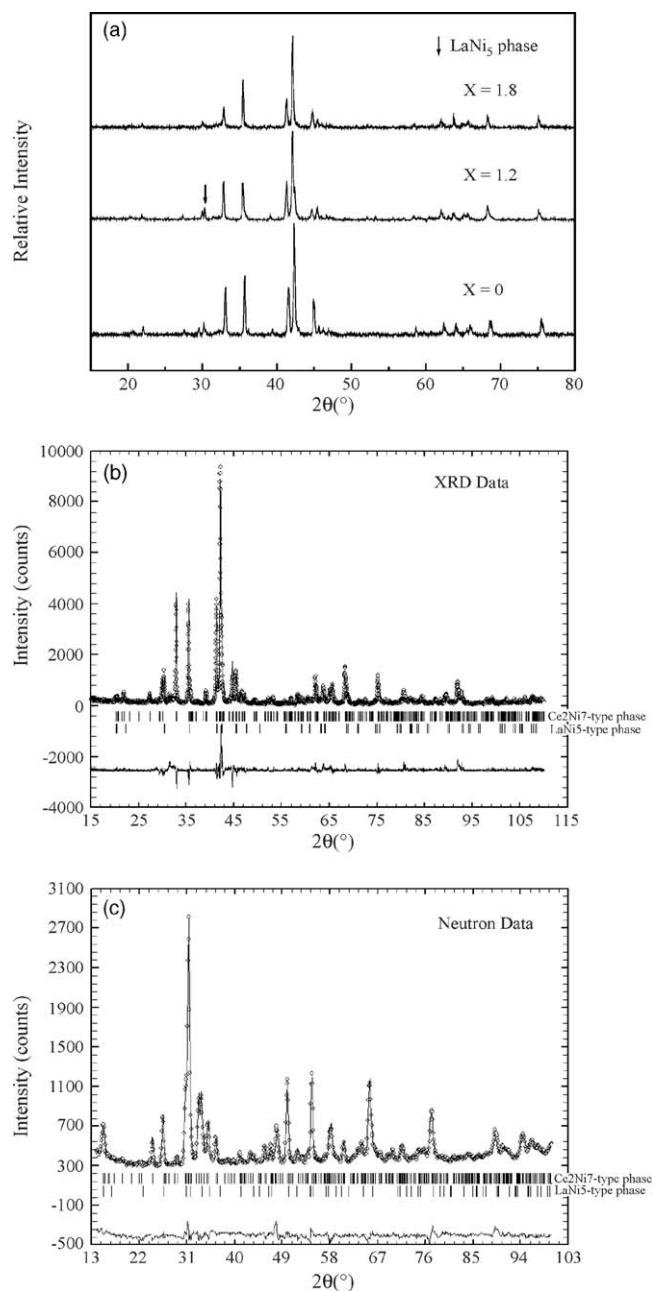 (a)
LaNi5 phase
X = 1.8
X = 1.2
X = 0
Relative Intensity
20 30 40 50 60 70 80
2θ(°)
(b)
XRD Data
10000
8000
6000
4000
2000
0
-2000
-4000
Intensity (counts)
Ce2Ni7-type phase
LaNi5-type phase
15 25 35 45 55 65 75 85 95 105 115
2θ(°)
(c)
Neutron Data
3100
2700
2300
1900
1500
1100
700
300
-100
-500
Intensity (counts)
Ce2Ni7-type phase
LaNi5-type phase
13 22 31 40 49 58 67 76 85 94 103
2θ(°)